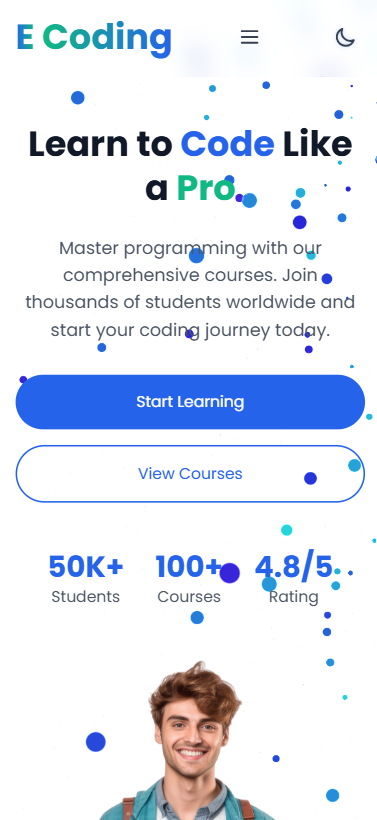 E Coding
Learn to Code Like
a Pro
Master programming with our
comprehensive courses. Join
thousands of students worldwide and
start your coding journey today.
Start Learning
View Courses
50K+ 100+ 4.8/5
Students Courses Rating